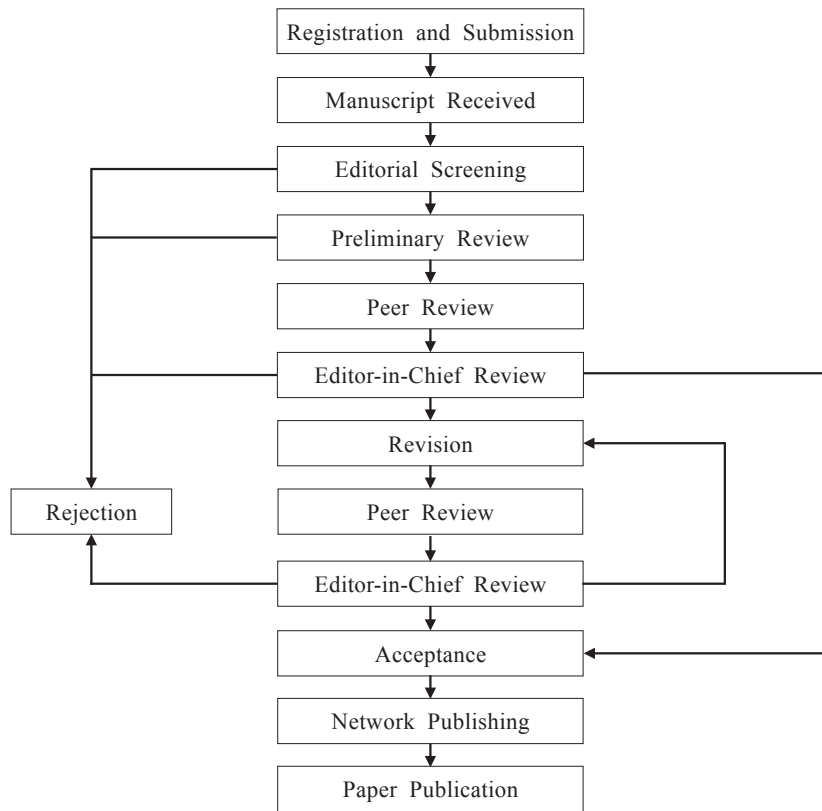 Registration and Submission
Manuscript Received
Editorial Screening
Preliminary Review
Peer Review
Editor-in-Chief Review
Revision
Rejection
Peer Review
Editor-in-Chief Review
Acceptance
Network Publishing
Paper Publication